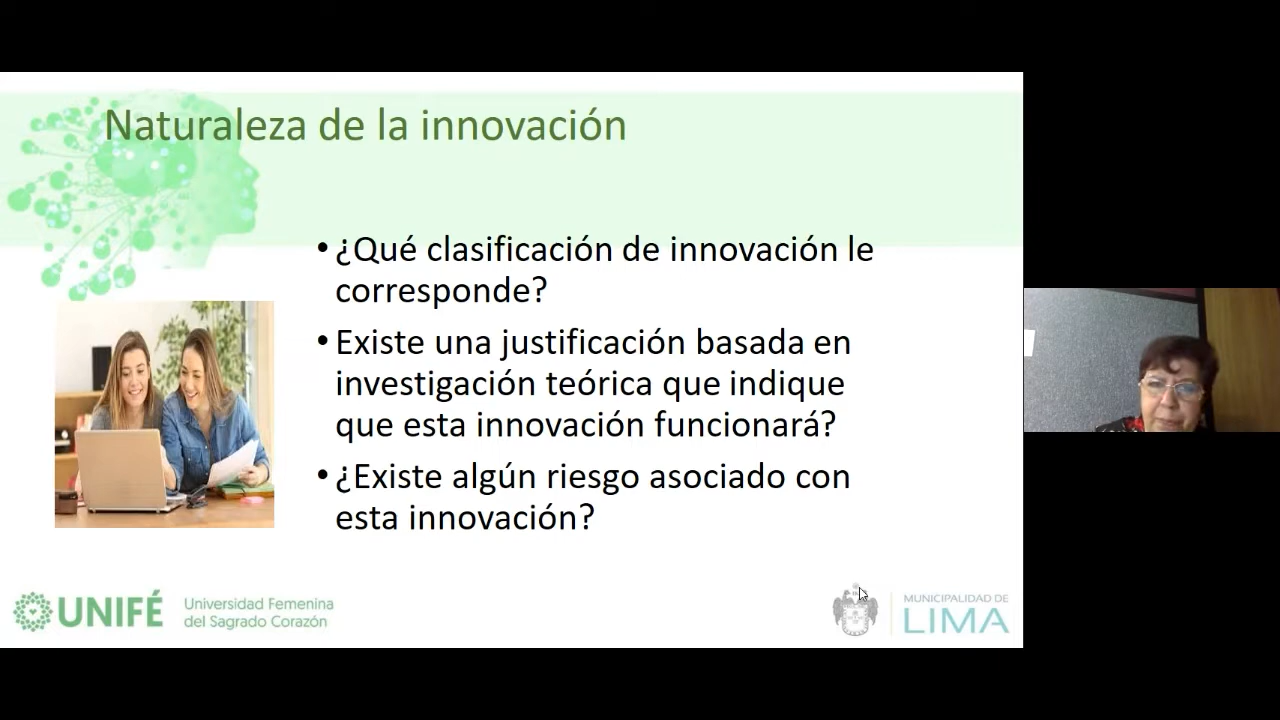 Naturaleza de la innovación
• ¿Qué clasificación de innovación le
corresponde?
• Existe una justificación basada en
investigación teórica que indique
que esta innovación funcionará?
• ¿Existe algún riesgo asociado con
esta innovación?
UNIFÉ
Universidad Femenina
del Sagrado Corazón
MUNICIPALIDAD DE
LIMA